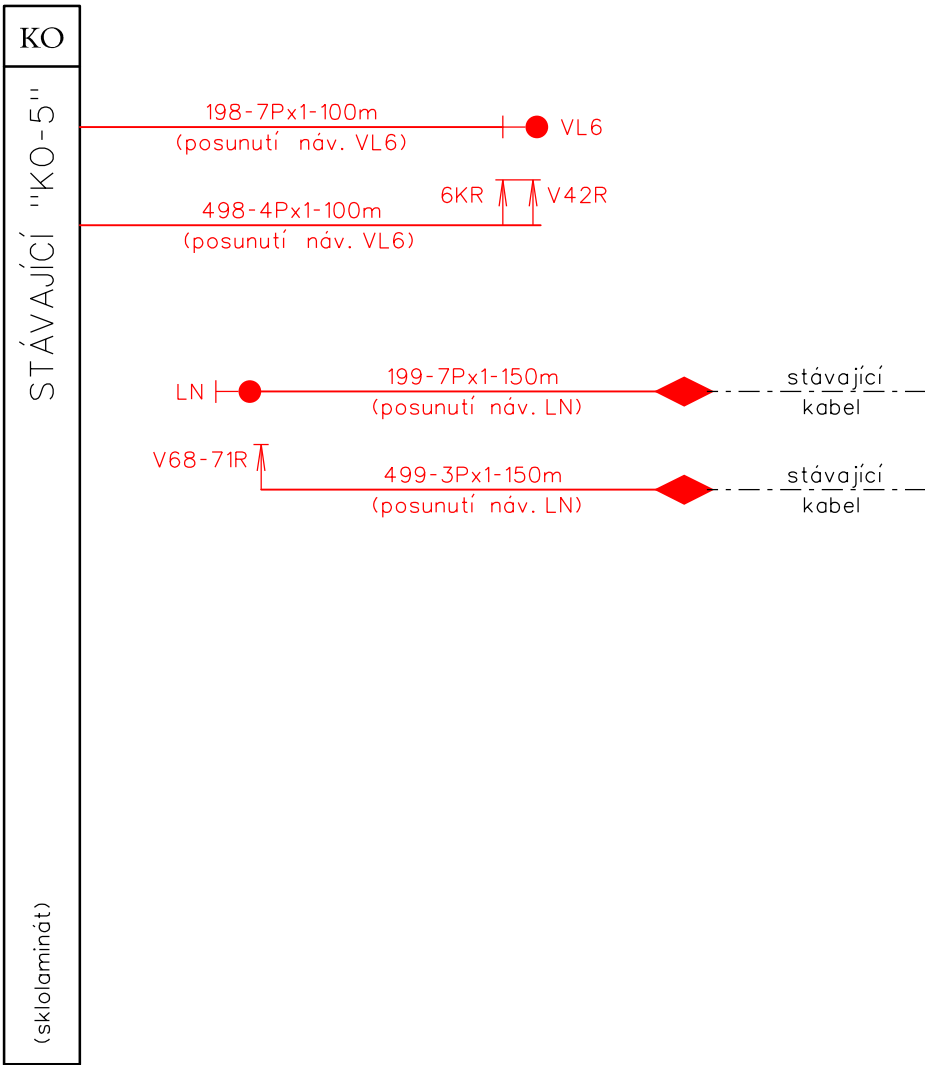 KO
STÁVAJÍCÍ "KO-5"
(sklolaminát)
198-7Px1-100m
(posunutí náv. VL6)
VL6
6KR
V42R
498-4Px1-100m
(posunutí náv. VL6)
LN
199-7Px1-150m
(posunutí náv. LN)
stávající
kabel
V68-71R
499-3Px1-150m
(posunutí náv. LN)
stávající
kabel